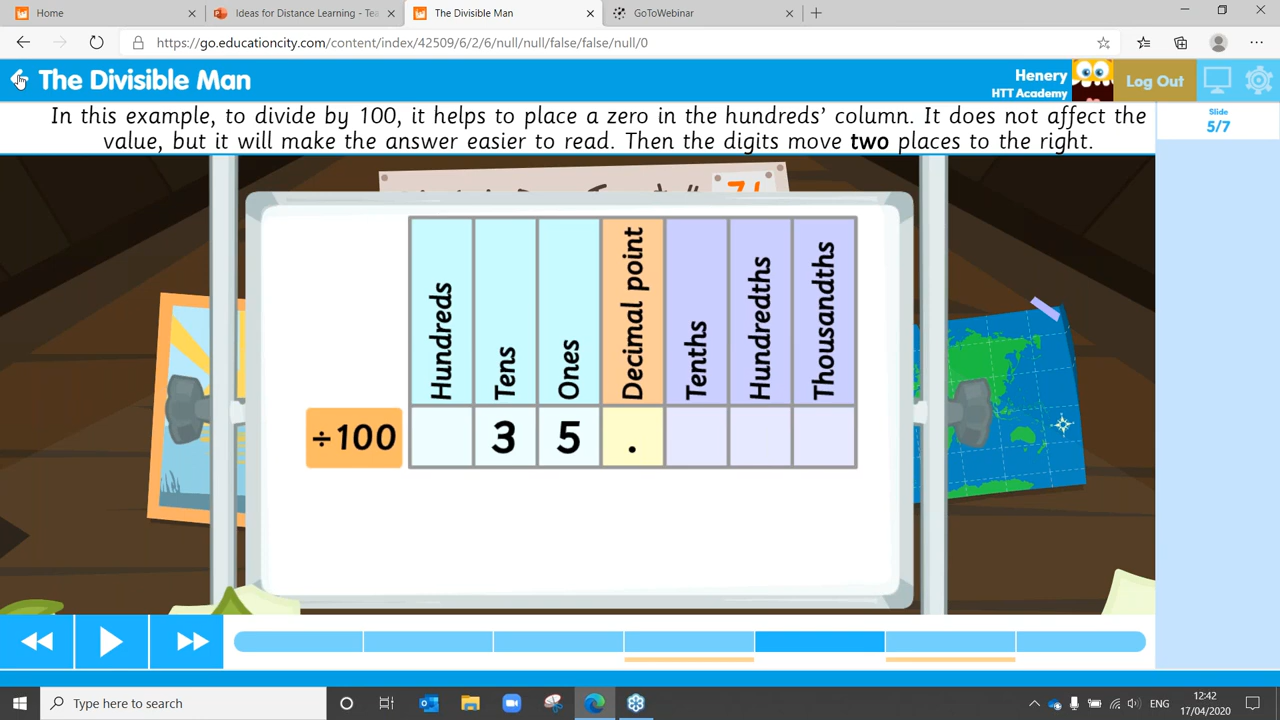 Home
Ideas for Distance Learning - Tea
The Divisible Man
GoToWebinar
https://go.educationcity.com/content/index/42509/6/2/6/null/null/false/false/null/0
The Divisible Man
Henery
HTT Academy
Log Out
In this example, to divide by 100, it helps to place a zero in the hundreds' column. It does not affect the
value, but it will make the answer easier to read. Then the digits move two places to the right.
Slide
5/7
Hundreds
Tens
Ones
Decimal point
Tenths
Hundredths
Thousandths
÷100
3 5 .
Type here to search
ENG
12:42
17/04/2020